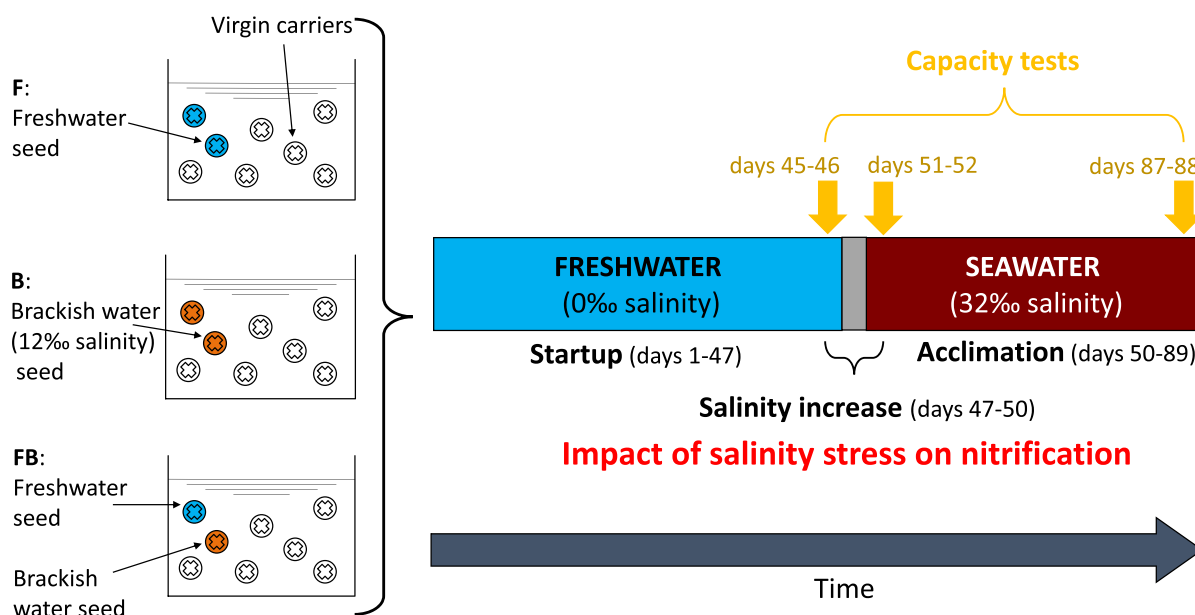 Virgin carriers
F:
Freshwater
seed
B:
Brackish water
(12‰ salinity)
seed
FB:
Freshwater
seed
Brackish
water seed
Capacity tests
days 45-46
days 51-52
days 87-88
FRESHWATER
(0‰ salinity)
SEAWATER
(32‰ salinity)
Startup (days 1-47)
Acclimation (days 50-89)
Salinity increase (days 47-50)
Impact of salinity stress on nitrification
Time